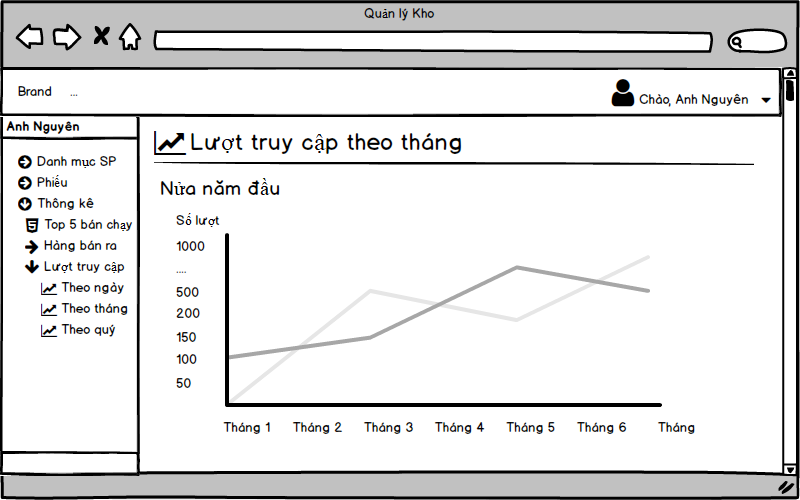 Quản lý Kho
Brand ...
Chào, Anh Nguyên
Anh Nguyên
Danh mục SP
Phiếu
Thông kê
Top 5 bán chạy
Hàng bán ra
Lượt truy cập
Theo ngày
Theo tháng
Theo quý
Lượt truy cập theo tháng
Nửa năm đầu
Số lượt
1000
....
500
200
150
100
50
Tháng 1 Tháng 2 Tháng 3 Tháng 4 Tháng 5 Tháng 6 Tháng